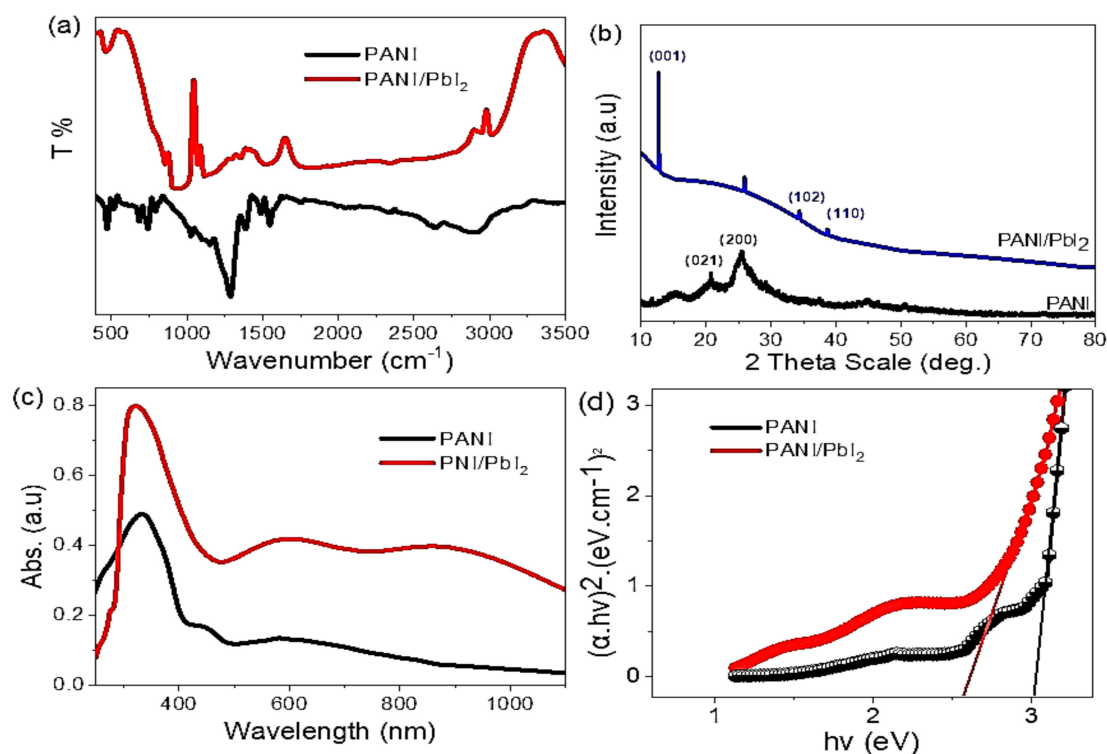 (a)
PANI
PANI/PbI₂
T %
500 1000 1500 2000 2500 3000 3500
Wavenumber (cm⁻¹)
(b)
(001)
(102)
(110)
PANI/PbI₂
(021)
(200)
PANI
Intensity (a.u)
10 20 30 40 50 60 70 80
2 Theta Scale (deg.)
(c)
0.8
0.6
0.4
0.2
0.0
PANI
PNI/PbI₂
Abs. (a.u)
400 600 800 1000
Wavelength (nm)
(d)
3
2
1
0
PANI
PANI/PbI₂
(α.hν)².(eV.cm⁻¹)²
1 2 3
hν (eV)